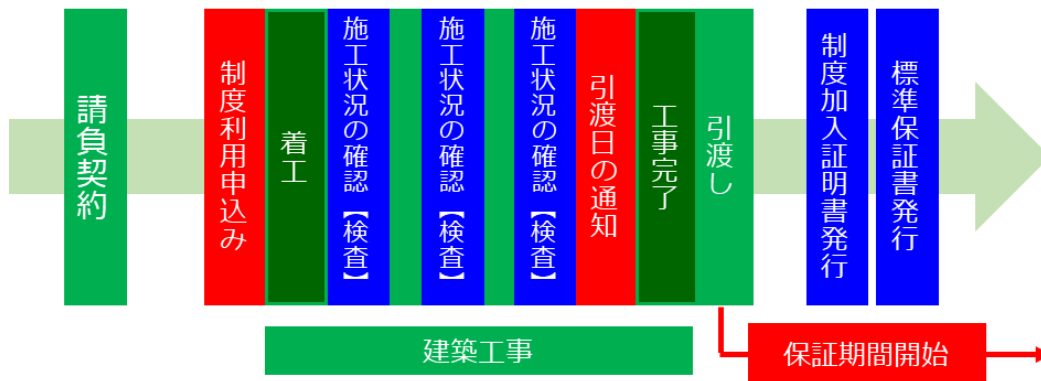 請負契約
制度利用申込み
着工
施工状況の確認【検査】
施工状況の確認【検査】
施工状況の確認【検査】
引渡日の通知
工事完了
引渡し
制度加入証明書発行
標準保証書発行
建築工事
保証期間開始